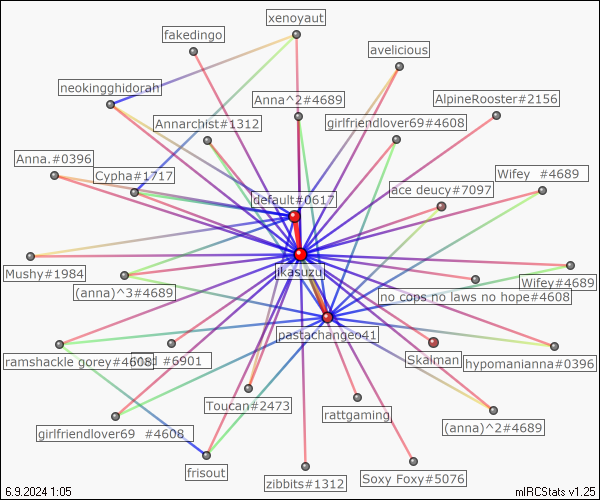 xenoyaut
fakedingo
avelicious
neokingghidorah
Anna^2#4689
AlpineRooster#2156
Annarchist#1312
girlfriendlover69#4608
Anna.#0396
Cypha#1717
Wifey #4689
ace deucy#7097
default#0617
ikasuzu
Mushy#1984
(anna)^3#4689
Wifey#4689
no cops no laws no hope#4608
pastachangeo41
ramshackle gorey#4608
#6901
Skalman
hypomanianna#0396
Toucan#2473
rattgaming
(anna)^2#4689
girlfriendlover69 #4608
frisout
zibbits#1312
Soxy Foxy#5076
6.9.2024 1:05
mIRCStats v1.25